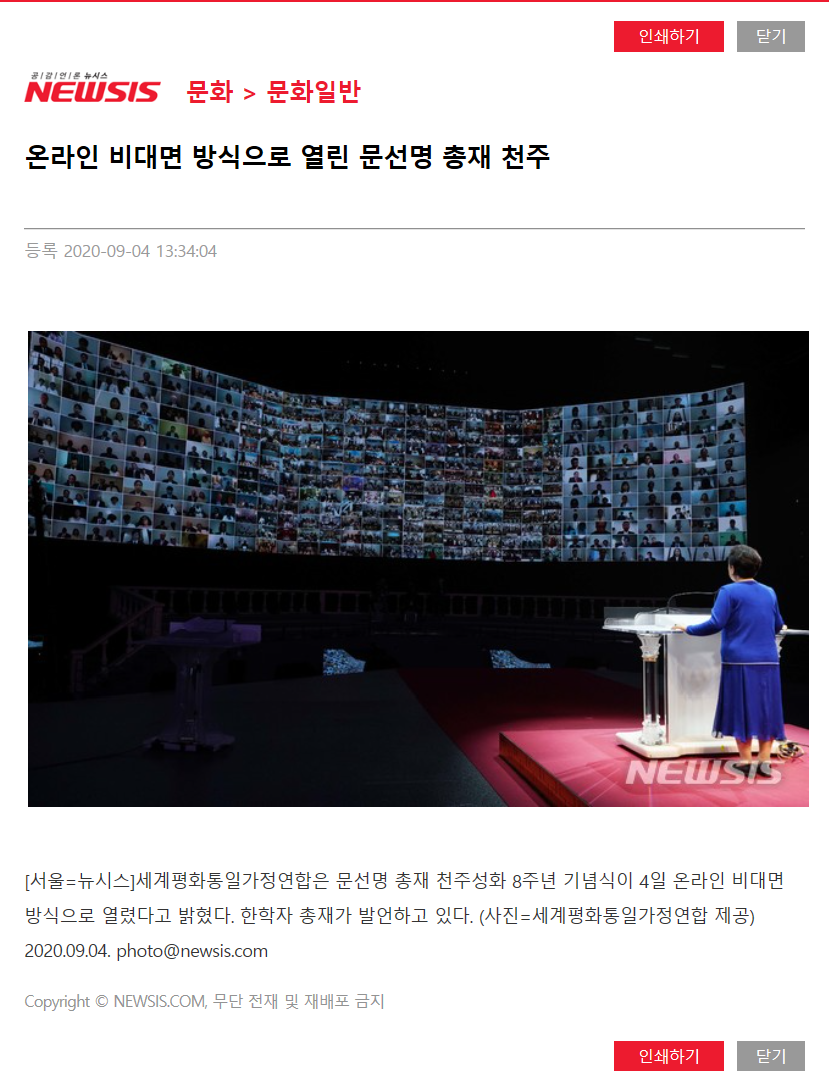 인쇄하기 닫기
공|감|언|론 뉴시스
NEWSIS 문화 > 문화일반
온라인 비대면 방식으로 열린 문선명 총재 천주
등록 2020-09-04 13:34:04
NEWSIS
[서울=뉴시스]세계평화통일가정연합은 문선명 총재 천주성화 8주년 기념식이 4일 온라인 비대면
방식으로 열렸다고 밝혔다. 한학자 총재가 발언하고 있다. (사진=세계평화통일가정연합 제공)
2020.09.04. photo@newsis.com
Copyright © NEWSIS.COM, 무단 전재 및 재배포 금지
인쇄하기 닫기